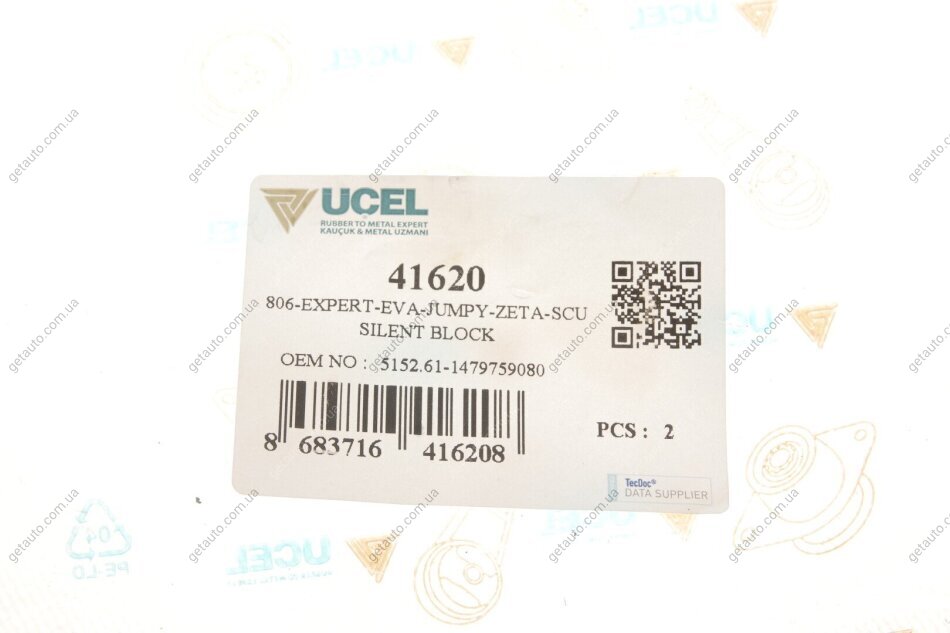 UÇEL
RUBBER TO METAL EXPERT
KAUÇUK & METAL UZMANI
41620
806-EXPERT-EVA-JUMPY-ZETA-SCU
SILENT BLOCK
OEM NO : 5152.61-1479759080
8 683716 416208
PCS : 2
TecDoc®
DATA SUPPLIER
UCEL
UCEL
PE-LD
getauto.com.ua